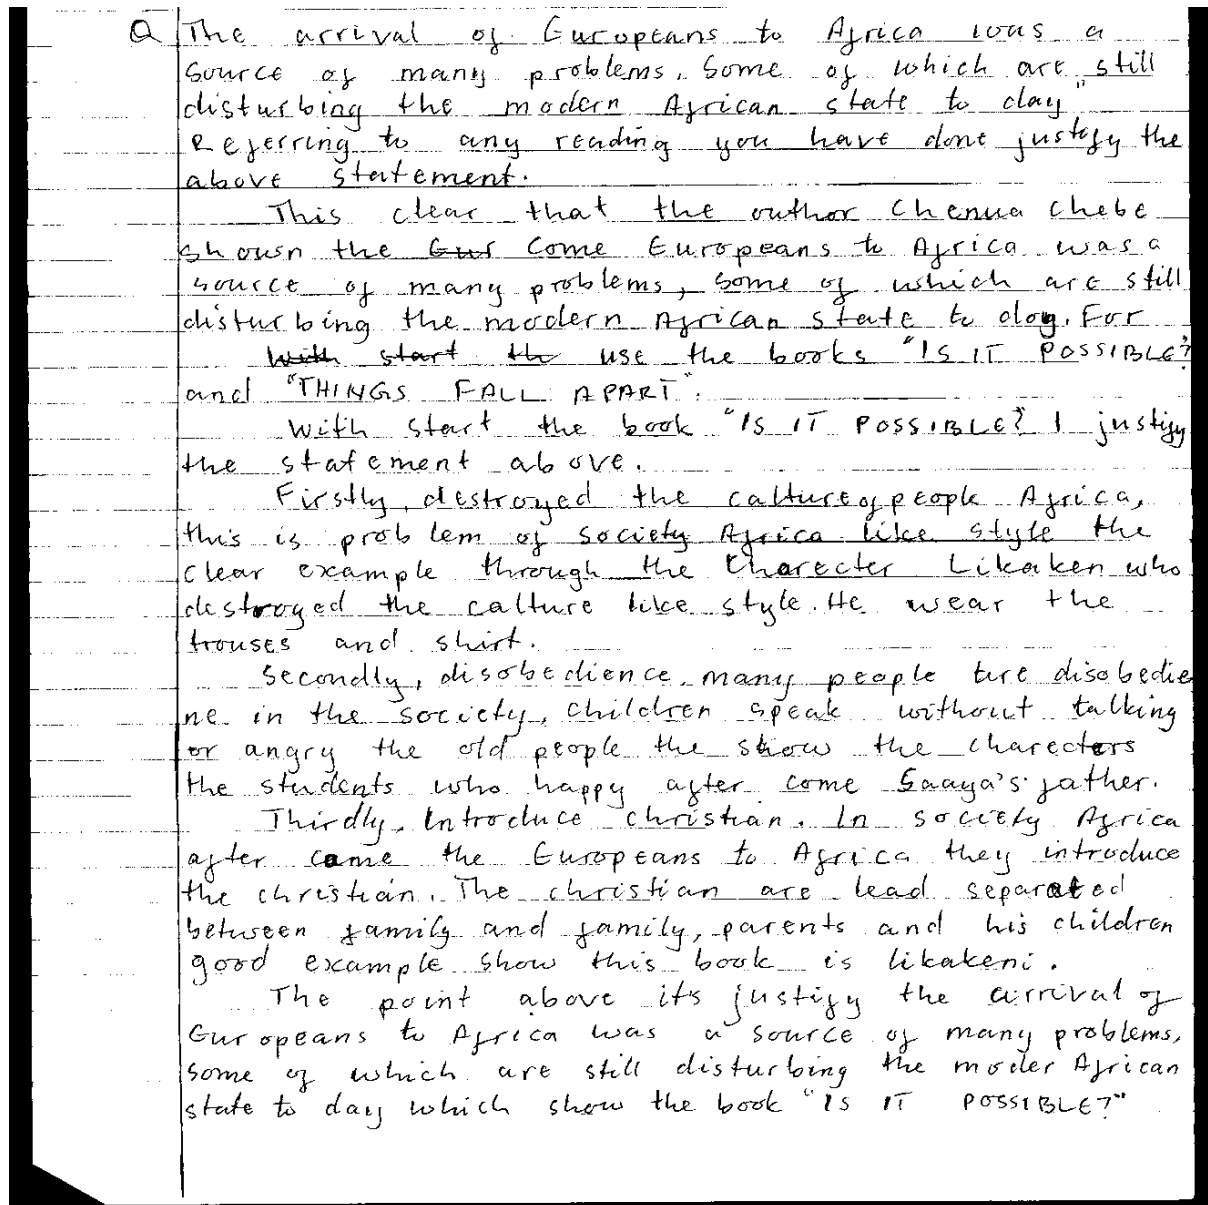 Q The arrival of Europeans to Africa was a
source of many problems, Some of which are still
disturbing the modern African state to day"
Referring to any reading you have done justify the
above statement.
This clear that the outhor Chenua Chebe
shown the Eur Come Europeans to Africa was a
source of many problems, some of which are still
disturbing the modern African state to day. For
With start the use the books "IS IT POSSIBLE?
and "THINGS FALL APART".
With start the book "IS IT POSSIBLE? I justify
the statement above.
Firstly, destroyed the calture of people Africa,
this is problem of society Africa like style the
clear example through the charecter Likaken who
destroyed the calture like style. He wear the
trouses and shirt.
Secondly, disobedience many people are disobedie
ne in the society, children speak without talking
or angry the old people the show the charecters
the students who happy after come Gaaya's father.
Thirdly, Introduce christian. In society Africa
after came the Europeans to Africa they introduce
the christian. The christian are lead separated
between family and family, parents and his children
good example show this book is likakeni.
The point above it's justify the arrival of
Europeans to Africa was a source of many problems,
some of which are still disturbing the moder African
state to day which show the book "IS IT POSSIBLE?"